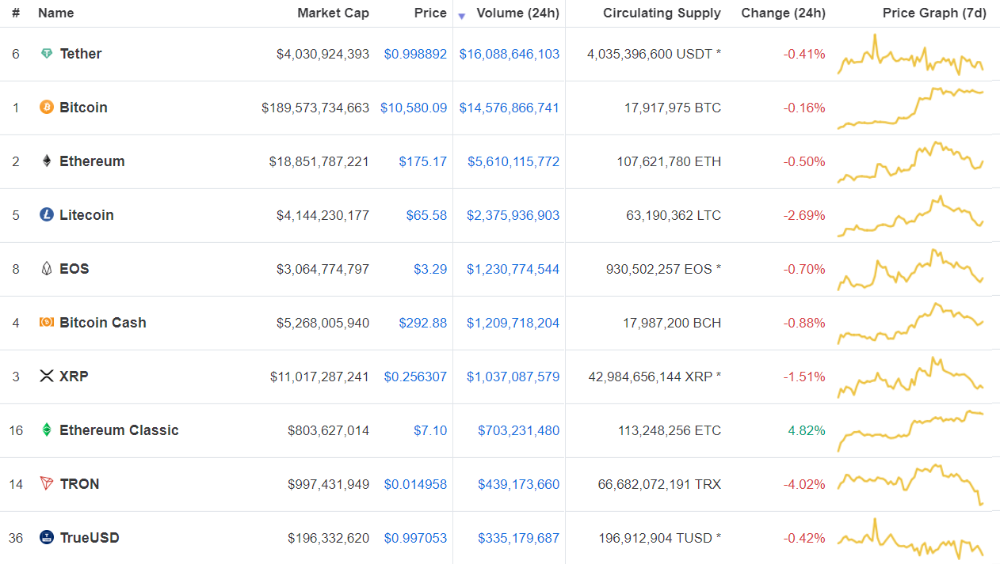 # Name Market Cap Price Volume (24h) Circulating Supply Change (24h) Price Graph (7d)
6 Tether $4,030,924,393 $0.998892 $16,088,646,103 4,035,396,600 USDT * -0.41%
1 Bitcoin $189,573,734,663 $10,580.09 $14,576,866,741 17,917,975 BTC -0.16%
2 Ethereum $18,851,787,221 $175.17 $5,610,115,772 107,621,780 ETH -0.50%
5 Litecoin $4,144,230,177 $65.58 $2,375,936,903 63,190,362 LTC -2.69%
8 EOS $3,064,774,797 $3.29 $1,230,774,544 930,502,257 EOS * -0.70%
4 Bitcoin Cash $5,268,005,940 $292.88 $1,209,718,204 17,987,200 BCH -0.88%
3 XRP $11,017,287,241 $0.256307 $1,037,087,579 42,984,656,144 XRP * -1.51%
16 Ethereum Classic $803,627,014 $7.10 $703,231,480 113,248,256 ETC 4.82%
14 TRON $997,431,949 $0.014958 $439,173,660 66,682,072,191 TRX -4.02%
36 TrueUSD $196,332,620 $0.997053 $335,179,687 196,912,904 TUSD * -0.42%